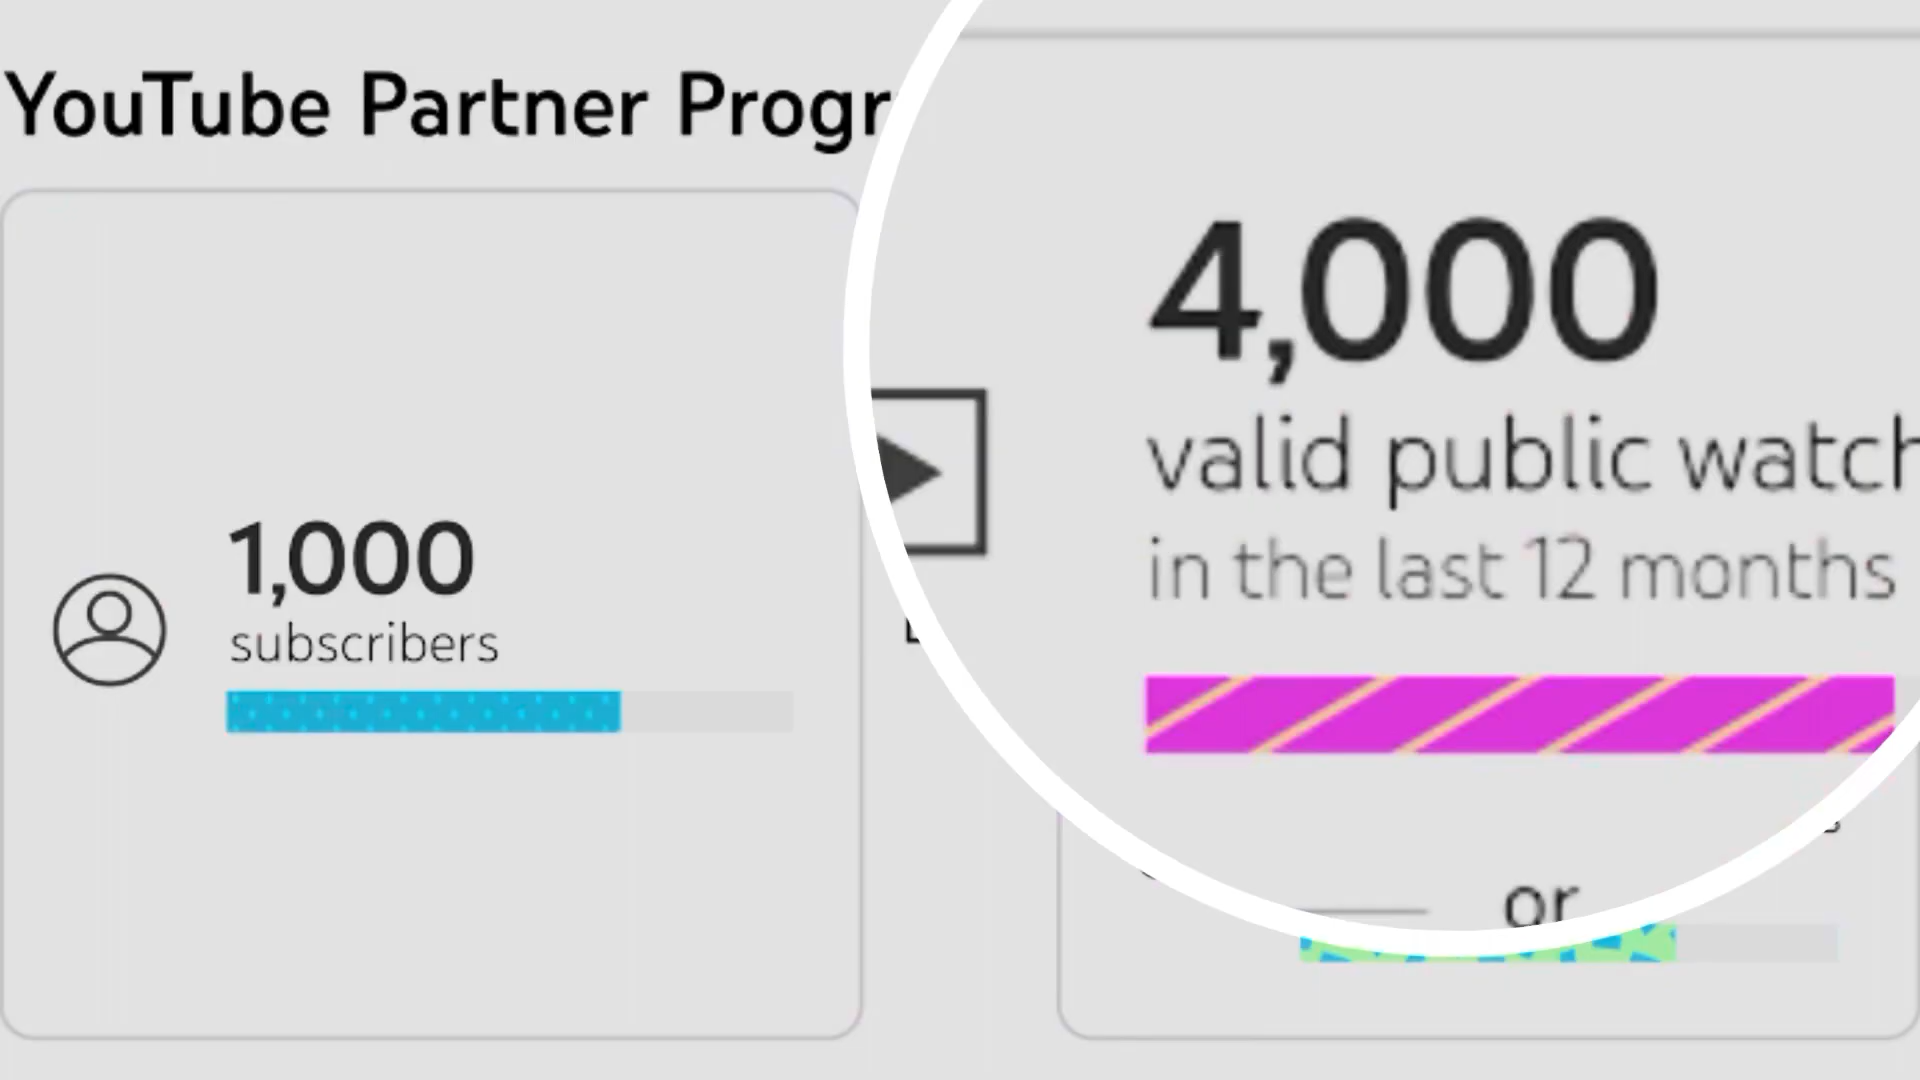 YouTube Partner Progr
1,000
subscribers
4,000
valid public watch
in the last 12 months
or